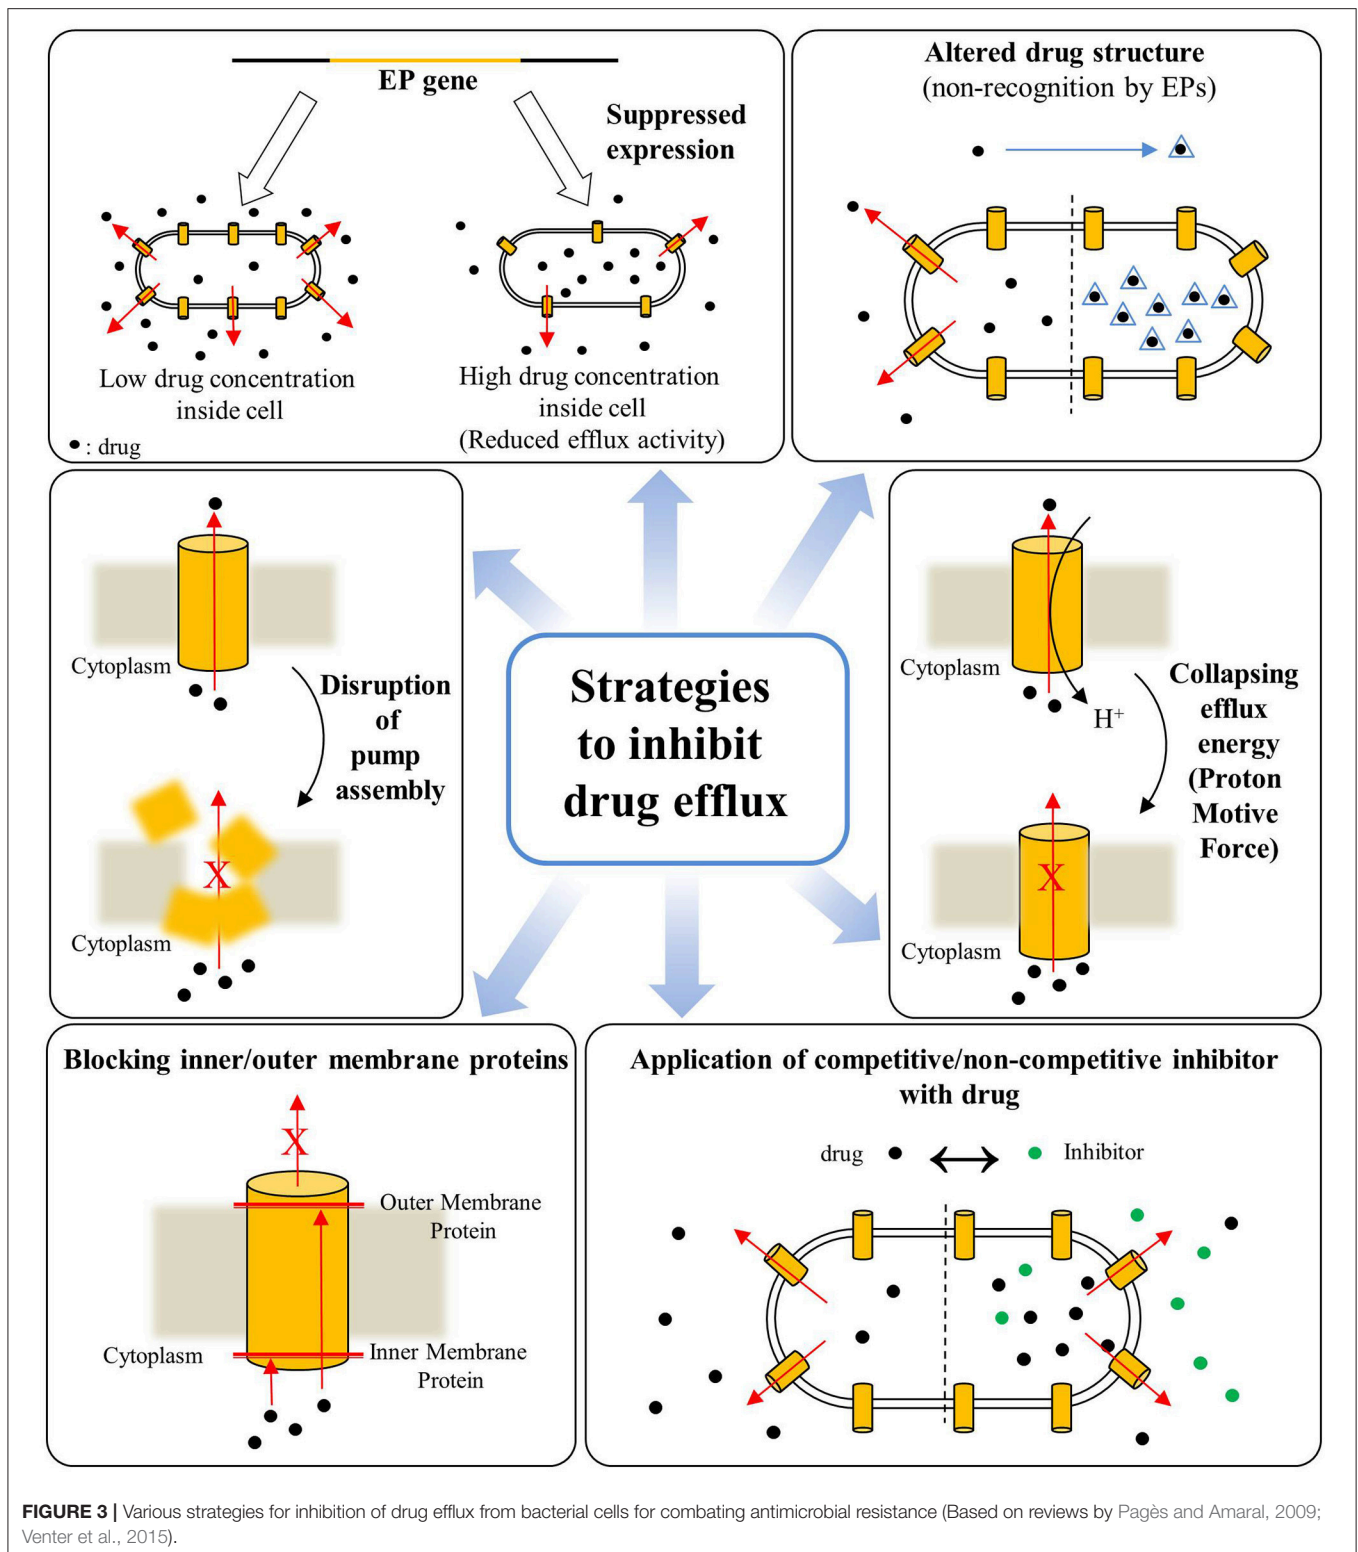 EP gene
Suppressed
expression
Low drug concentration
inside cell
High drug concentration
inside cell
(Reduced efflux activity)
: drug
Altered drug structure
(non-recognition by EPs)
Cytoplasm
Disruption
of
pump
assembly
Cytoplasm
Strategies
to inhibit
drug efflux
Cytoplasm
H⁺
Collapsing
efflux
energy
(Proton
Motive
Force)
X
Cytoplasm
X
Blocking inner/outer membrane proteins
X
Outer Membrane
Protein
Cytoplasm
Inner Membrane
Protein
Application of competitive/non-competitive inhibitor
with drug
drug
Inhibitor
FIGURE 3 | Various strategies for inhibition of drug efflux from bacterial cells for combating antimicrobial resistance (Based on reviews by Pagès and Amaral, 2009;
Venter et al., 2015).